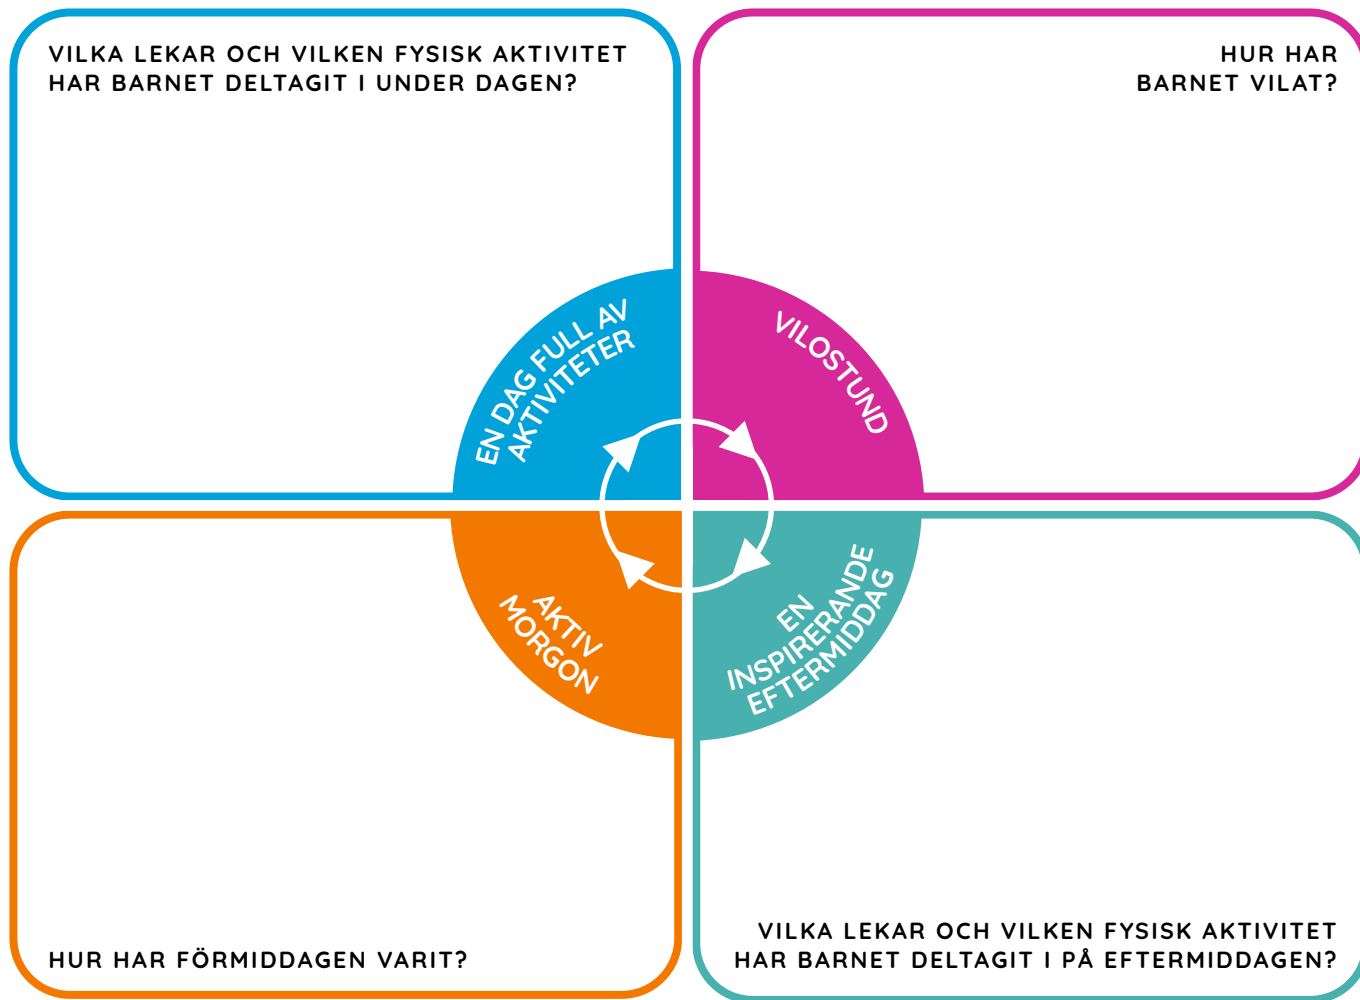 VILKA LEKAR OCH VILKEN FYSISK AKTIVITET
HAR BARNET DELTAGIT I UNDER DAGEN?
HUR HAR
BARNET VILAT?
EN DAG FULL AV
AKTIVITETER
VILOSTUND
AKTIV
MORGON
EN
INSPIRERANDE
EFTERMIDDAG
HUR HAR FÖRMIDDAGEN VARIT?
VILKA LEKAR OCH VILKEN FYSISK AKTIVITET
HAR BARNET DELTAGIT I PÅ EFTERMIDDAGEN?